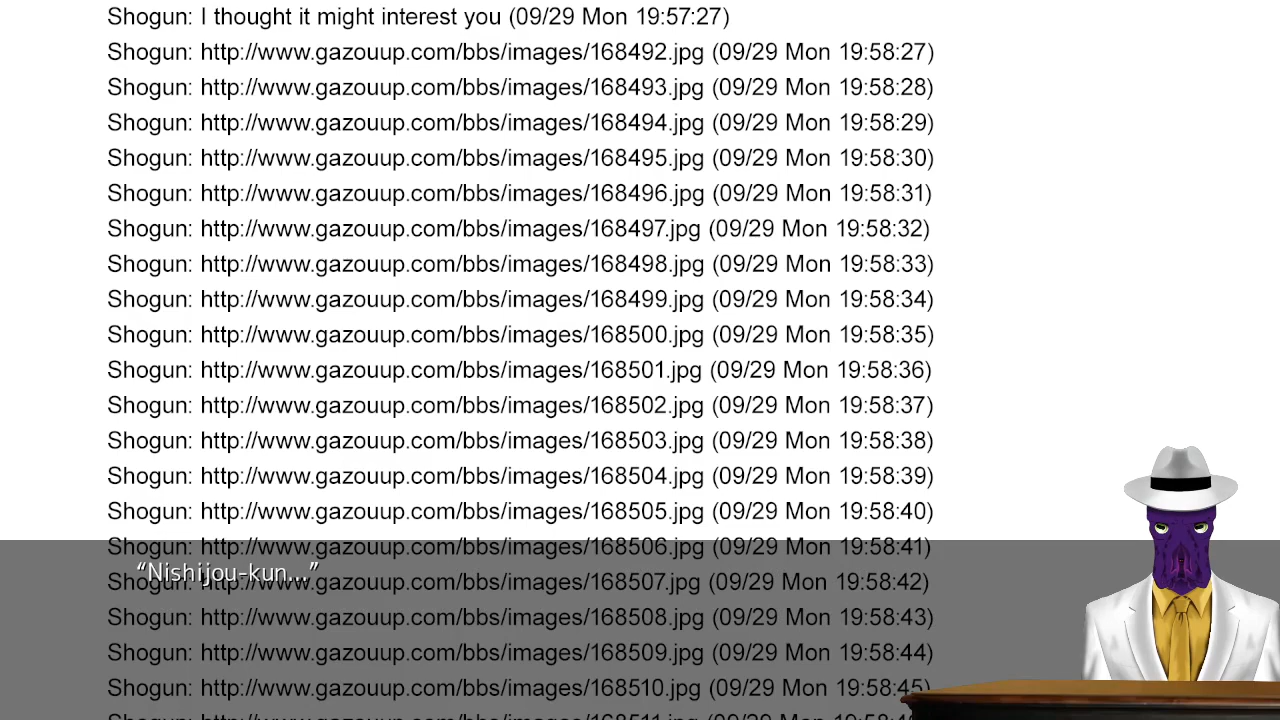 Shogun: I thought it might interest you (09/29 Mon 19:57:27)
Shogun: http://www.gazouup.com/bbs/images/168492.jpg (09/29 Mon 19:58:27)
Shogun: http://www.gazouup.com/bbs/images/168493.jpg (09/29 Mon 19:58:28)
Shogun: http://www.gazouup.com/bbs/images/168494.jpg (09/29 Mon 19:58:29)
Shogun: http://www.gazouup.com/bbs/images/168495.jpg (09/29 Mon 19:58:30)
Shogun: http://www.gazouup.com/bbs/images/168496.jpg (09/29 Mon 19:58:31)
Shogun: http://www.gazouup.com/bbs/images/168497.jpg (09/29 Mon 19:58:32)
Shogun: http://www.gazouup.com/bbs/images/168498.jpg (09/29 Mon 19:58:33)
Shogun: http://www.gazouup.com/bbs/images/168499.jpg (09/29 Mon 19:58:34)
Shogun: http://www.gazouup.com/bbs/images/168500.jpg (09/29 Mon 19:58:35)
Shogun: http://www.gazouup.com/bbs/images/168501.jpg (09/29 Mon 19:58:36)
Shogun: http://www.gazouup.com/bbs/images/168502.jpg (09/29 Mon 19:58:37)
Shogun: http://www.gazouup.com/bbs/images/168503.jpg (09/29 Mon 19:58:38)
Shogun: http://www.gazouup.com/bbs/images/168504.jpg (09/29 Mon 19:58:39)
Shogun: http://www.gazouup.com/bbs/images/168505.jpg (09/29 Mon 19:58:40)
Shogun: http://www.gazouup.com/bbs/images/168506.jpg (09/29 Mon 19:58:41)
“Nishijou-kun...”
Shogun: http://www.gazouup.com/bbs/images/168507.jpg (09/29 Mon 19:58:42)
Shogun: http://www.gazouup.com/bbs/images/168508.jpg (09/29 Mon 19:58:43)
Shogun: http://www.gazouup.com/bbs/images/168509.jpg (09/29 Mon 19:58:44)
Shogun: http://www.gazouup.com/bbs/images/168510.jpg (09/29 Mon 19:58:45)
Shogun: http://www.gazouup.com/bbs/images/168511.jpg (09/29 Mon